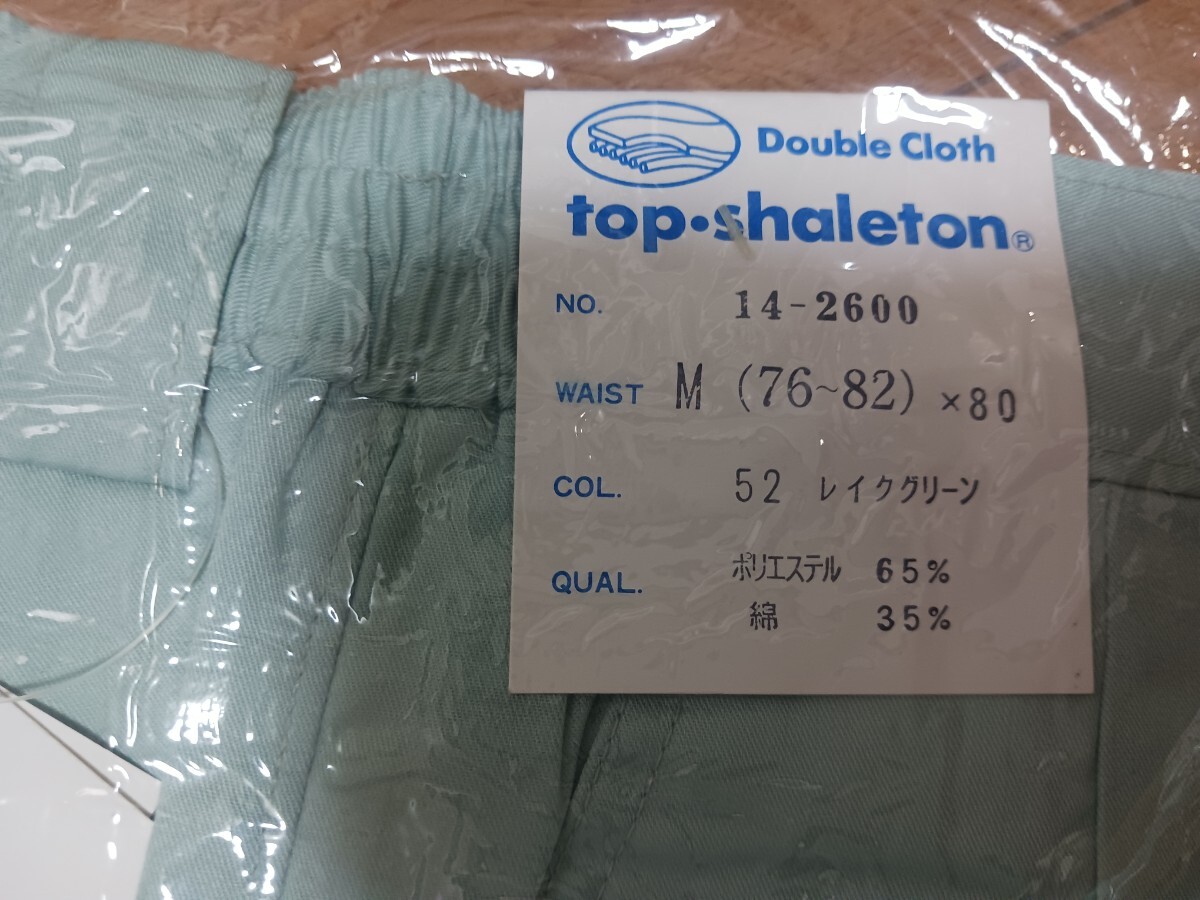 Double Cloth
top•shaleton®
NO. 14-2600
WAIST M (76~82) ×80
COL. 52 レイクグリーン
QUAL. ポリエステル 65%
綿 35%